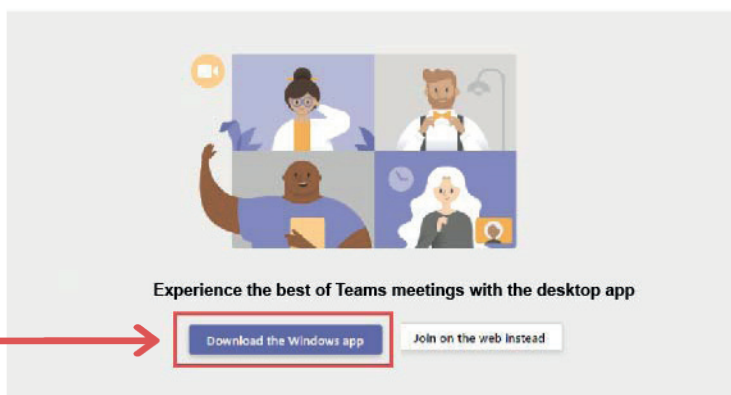 Experience the best of Teams meetings with the desktop app
Download the Windows app
Join on the web instead